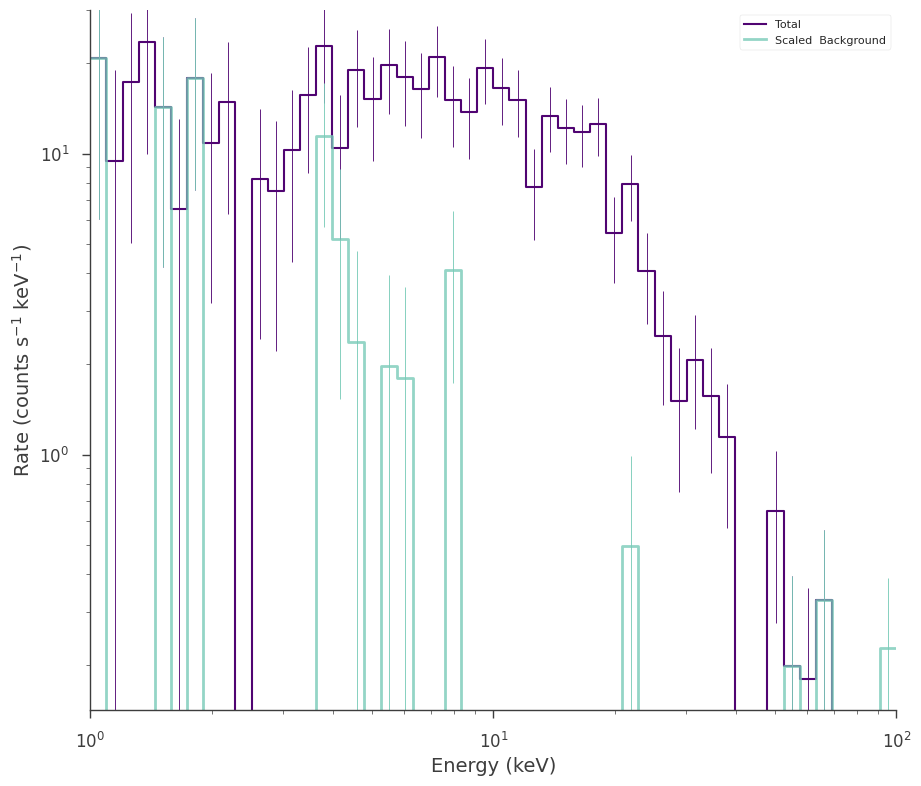 Total
Scaled  Background
Rate (counts s⁻¹ keV⁻¹)
10¹
10⁰
10⁰
10¹
10²
Energy (keV)